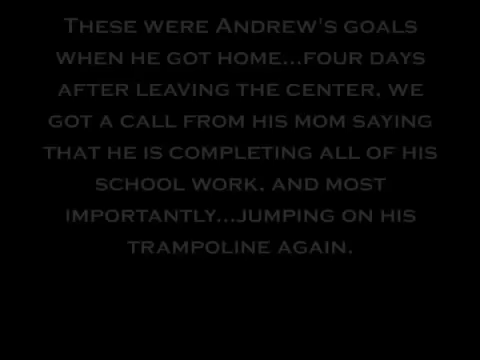 These were Andrew's goals
when he got home...four days
after leaving the center, we
got a call from his mom saying
that he is completing all of his
school work, and most
importantly...jumping on his
trampoline again.